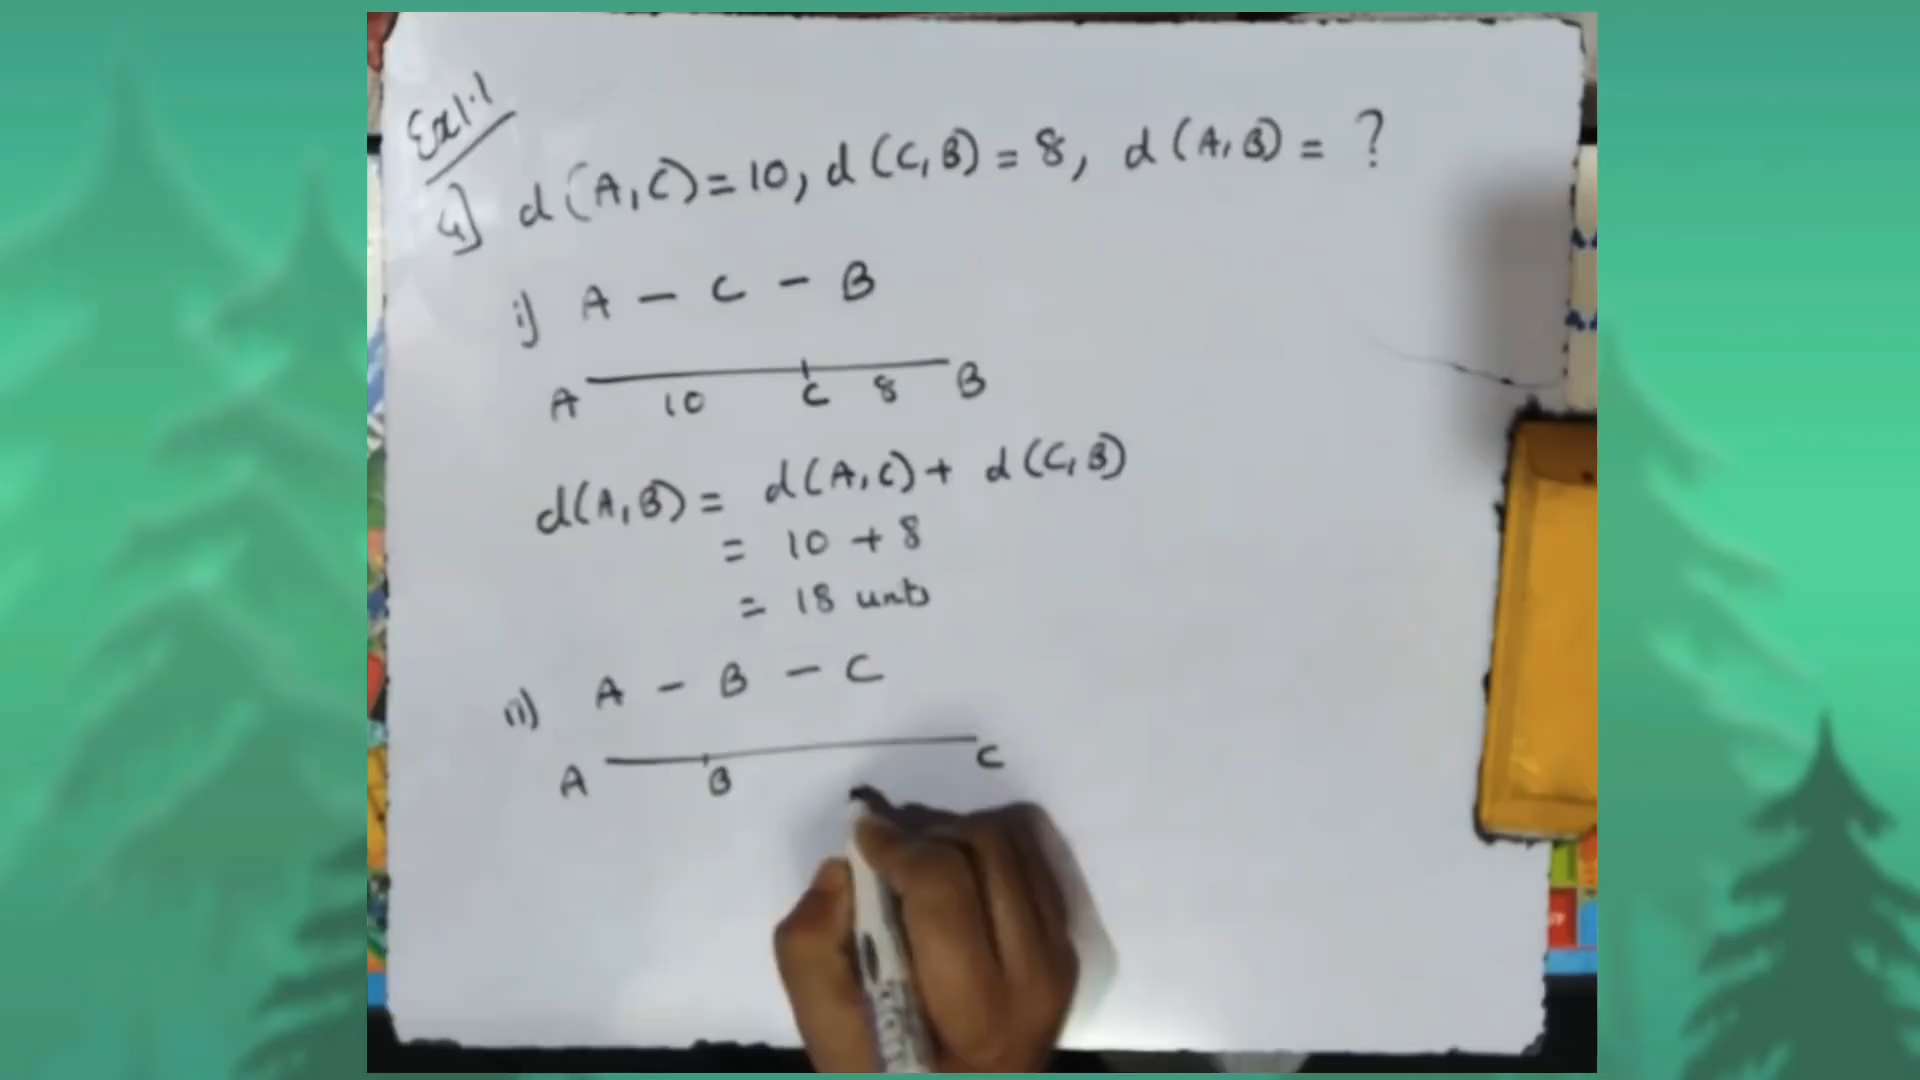 Ex 1.1
4] d(A,C)=10, d(C,B)=8, d(A,B)= ?
i) A - C - B
A 10 C 8 B
d(A,B) = d(A,C) + d(C,B)
= 10 + 8
= 18 units
ii) A - B - C
A B C